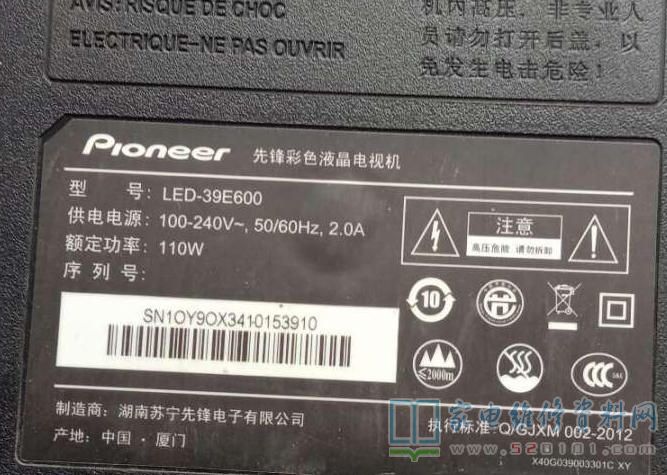 AVIS: RISQUE DE CHOC
ELECTRIQUE-NE PAS OUVRIR
机内高压，非专业人
员请勿打开后盖，以
免发生电击危险！
Pioneer 先锋彩色液晶电视机
型 号: LED-39E600
供电电源: 100-240V~, 50/60Hz, 2.0A
额定功率: 110W
序列号:
SN1OY9OX3410153910
注意
高压危险 请勿拆卸
10
≤2000m
制造商: 湖南苏宁先锋电子有限公司
产地: 中国·厦门
执行标准: Q/GJXM 002-2012
X40G039003301C XY
家电维修资料网
www.520101.com